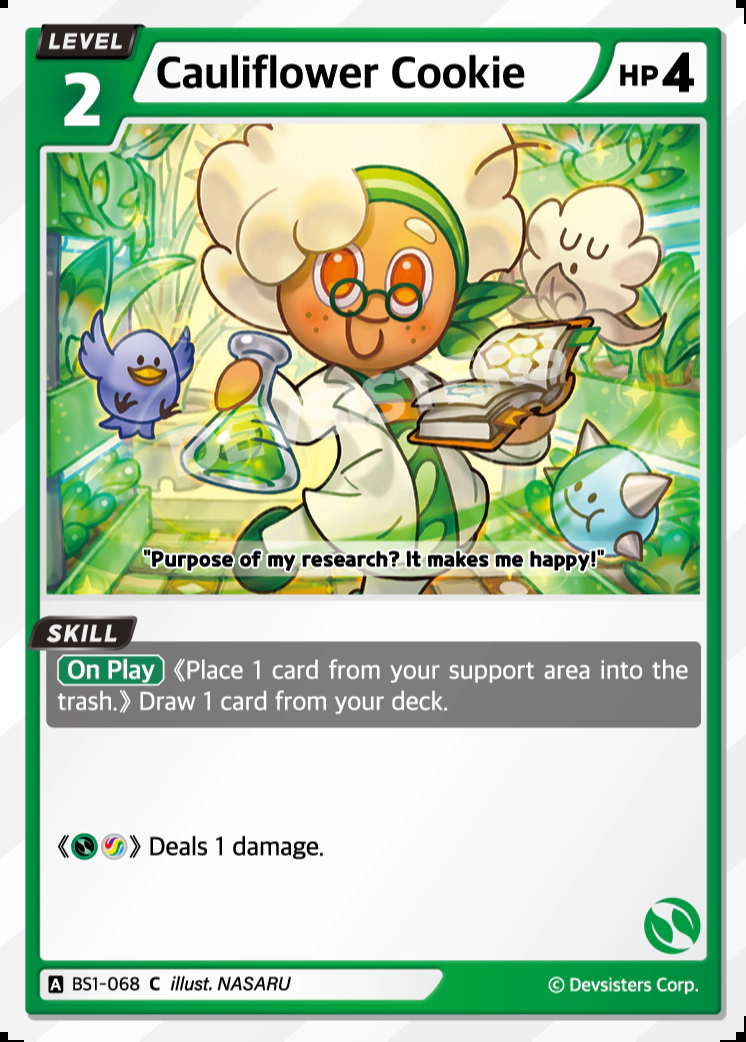 LEVEL
2
Cauliflower Cookie
HP 4
"Purpose of my research? It makes me happy!"
SKILL
On Play 《Place 1 card from your support area into the
trash.》 Draw 1 card from your deck.
《 》 Deals 1 damage.
A BS1-068 C illust. NASARU
© Devsisters Corp.